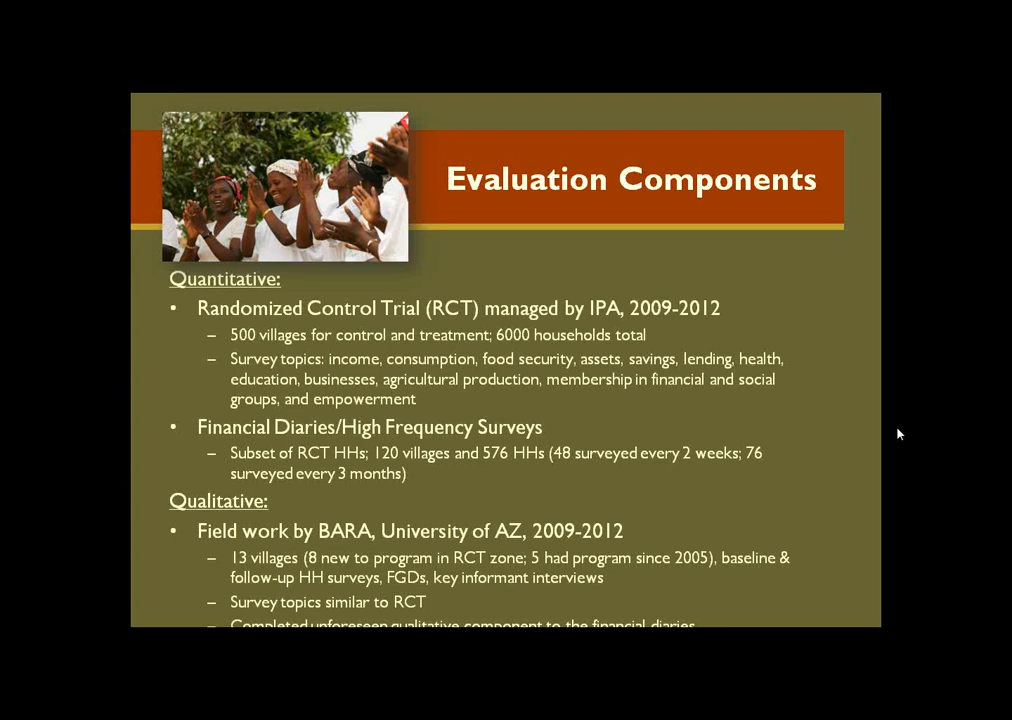 Evaluation Components
Quantitative:
• Randomized Control Trial (RCT) managed by IPA, 2009-2012
– 500 villages for control and treatment; 6000 households total
– Survey topics: income, consumption, food security, assets, savings, lending, health,
education, businesses, agricultural production, membership in financial and social
groups, and empowerment
• Financial Diaries/High Frequency Surveys
– Subset of RCT HHs; 120 villages and 576 HHs (48 surveyed every 2 weeks; 76
surveyed every 3 months)
Qualitative:
• Field work by BARA, University of AZ, 2009-2012
– 13 villages (8 new to program in RCT zone; 5 had program since 2005), baseline &
follow-up HH surveys, FGDs, key informant interviews
– Survey topics similar to RCT
– Completed unforeseen qualitative component to the financial diaries